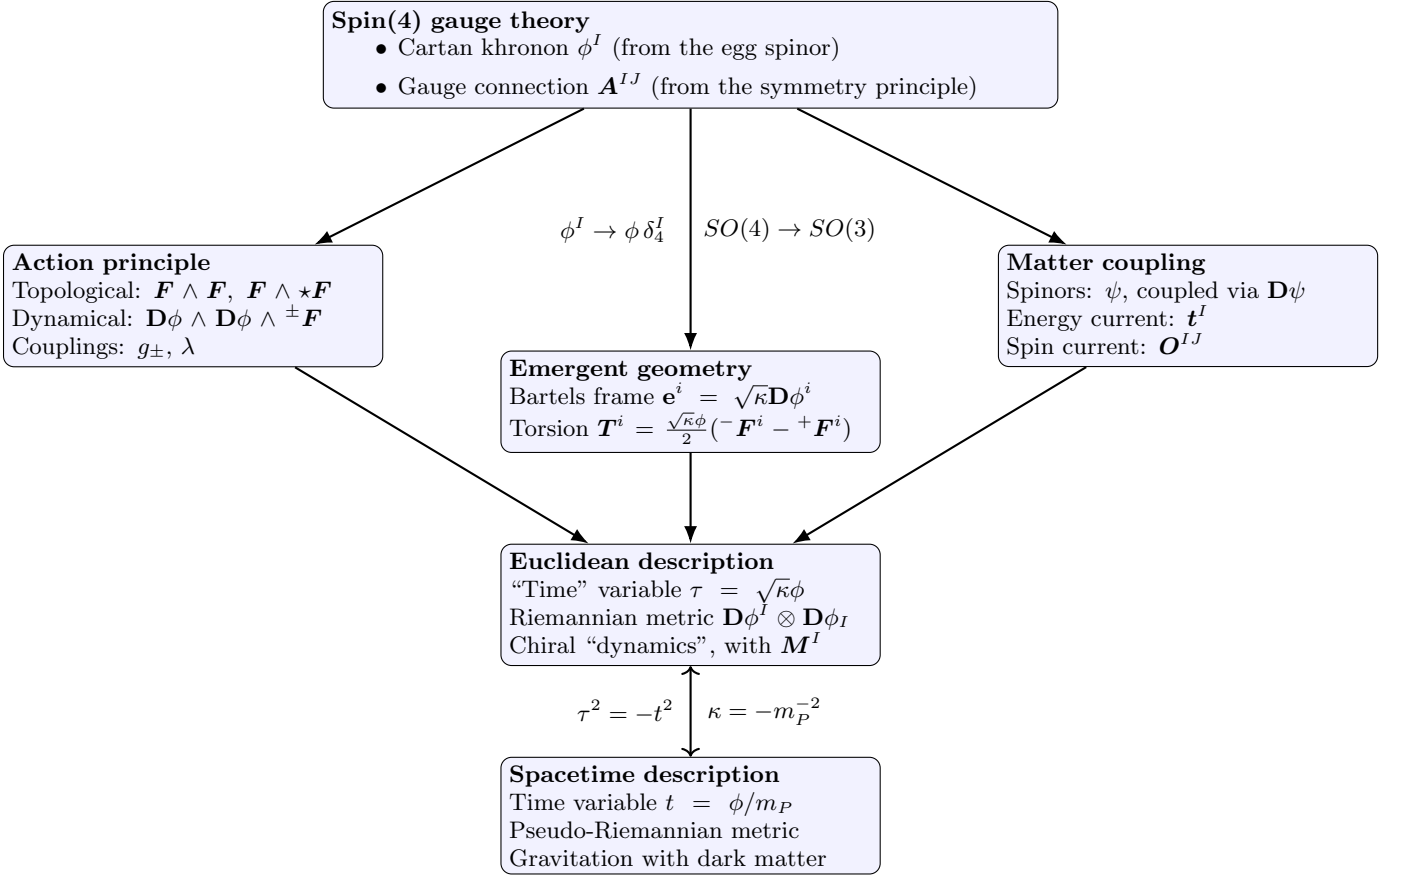 Spin(4) gauge theory
• Cartan khronon ϕ^I (from the egg spinor)
• Gauge connection A^{IJ} (from the symmetry principle)
ϕ^I → ϕ δ^I_4
SO(4) → SO(3)
Action principle
Topological: F ∧ F, F ∧ ⋆F
Dynamical: Dϕ ∧ Dϕ ∧ ^±F
Couplings: g_±, λ
Matter coupling
Spinors: ψ, coupled via Dψ
Energy current: t^I
Spin current: O^{IJ}
Emergent geometry
Bartels frame e^i = √κDϕ^i
Torsion T^i = √κϕ/2(^−F^i − ^+F^i)
Euclidean description
“Time” variable τ = √κϕ
Riemannian metric Dϕ^I ⊗ Dϕ_I
Chiral “dynamics”, with M^I
τ² = −t²
κ = −m_P^{−2}
Spacetime description
Time variable t = ϕ/m_P
Pseudo-Riemannian metric
Gravitation with dark matter